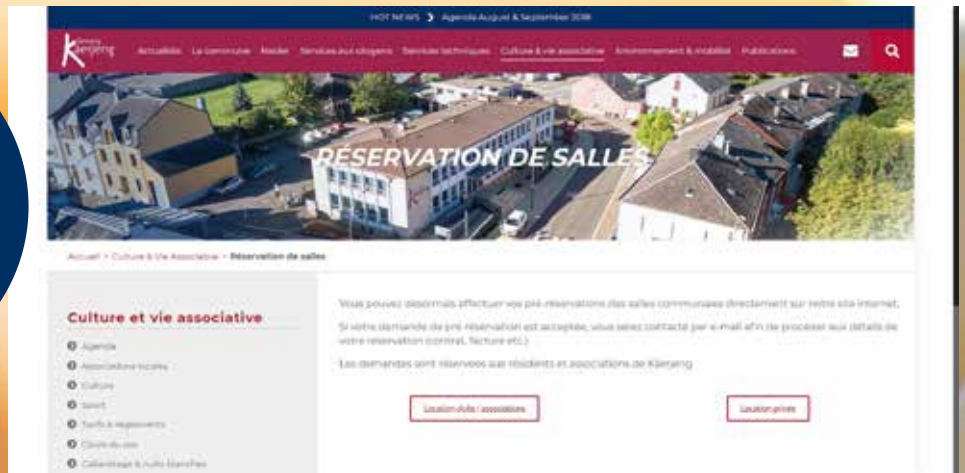 HOT NEWS Agenda August & September 2018
Käerjeng
Actualités La commune Reider Services aux citoyens Services techniques Culture & vie associative Environnement & mobilité Publications
RÉSERVATION DE SALLES
Accueil > Culture & Vie Associative > Réservation de salles
Culture et vie associative
Agenda
Associations locales
Culture
Sport
Tarifs & règlements
Cours du soir
Vous pouvez désormais effectuer vos pré-réservations des salles communales directement sur notre site internet.
Si votre demande de pré-réservation est acceptée, vous serez contacté par e-mail afin de procéder aux détails de
votre réservation (contrat, facture etc.)
Les demandes sont réservées aux résidents et associations de Käerjeng
Location clubs / associations
Location privée